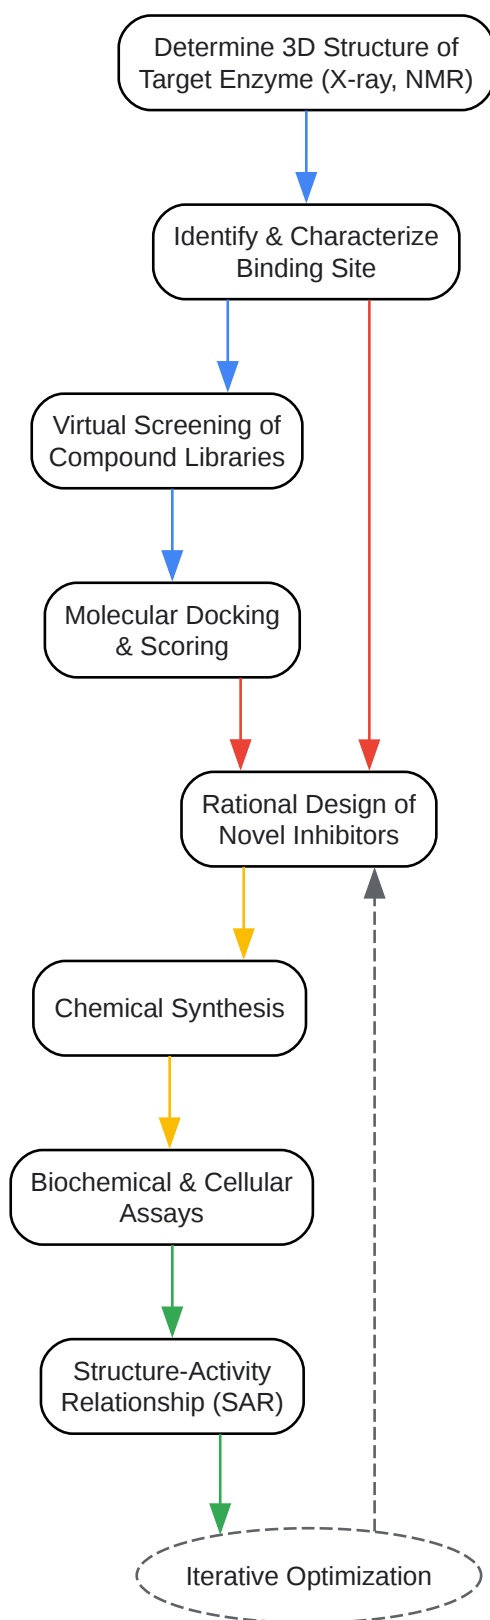 Determine 3D Structure of
Target Enzyme (X-ray, NMR)
Identify & Characterize
Binding Site
Virtual Screening of
Compound Libraries
Molecular Docking
& Scoring
Rational Design of
Novel Inhibitors
Chemical Synthesis
Biochemical & Cellular
Assays
Structure-Activity
Relationship (SAR)
Iterative Optimization